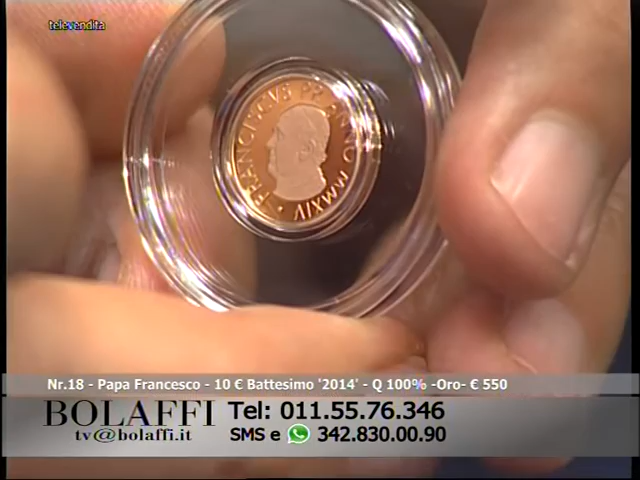 televendita
FRANCISCVS PP. ANNO
MMXIV
Nr.18 - Papa Francesco - 10 € Battesimo '2014' - Q 100% -Oro- € 550
BOLAFFI
tv@bolaffi.it
Tel: 011.55.76.346
SMS e 342.830.00.90